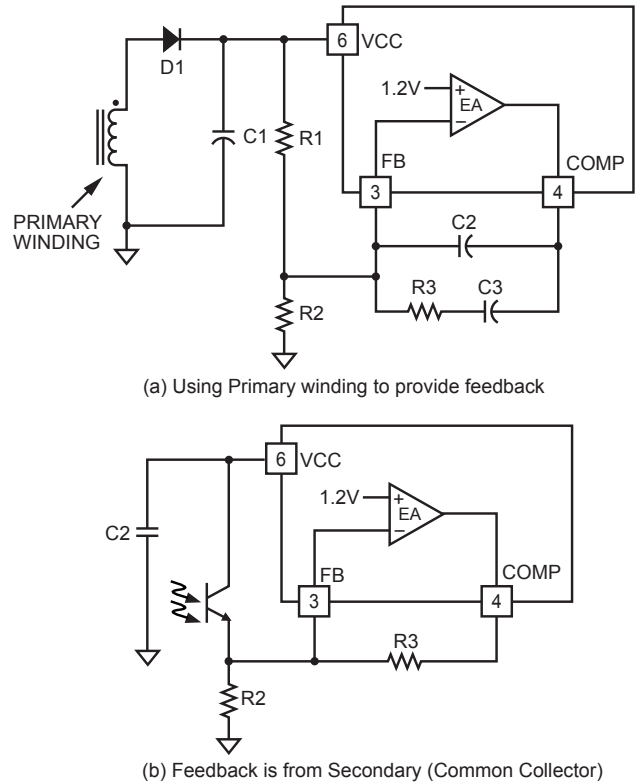 6 VCC
D1
1.2V + EA −
C1 R1
FB COMP
3 4
PRIMARY
WINDING
C2
R3 C3
R2
(a) Using Primary winding to provide feedback
6 VCC
1.2V + EA −
C2
FB COMP
3 4
R3
R2
(b) Feedback is from Secondary (Common Collector)